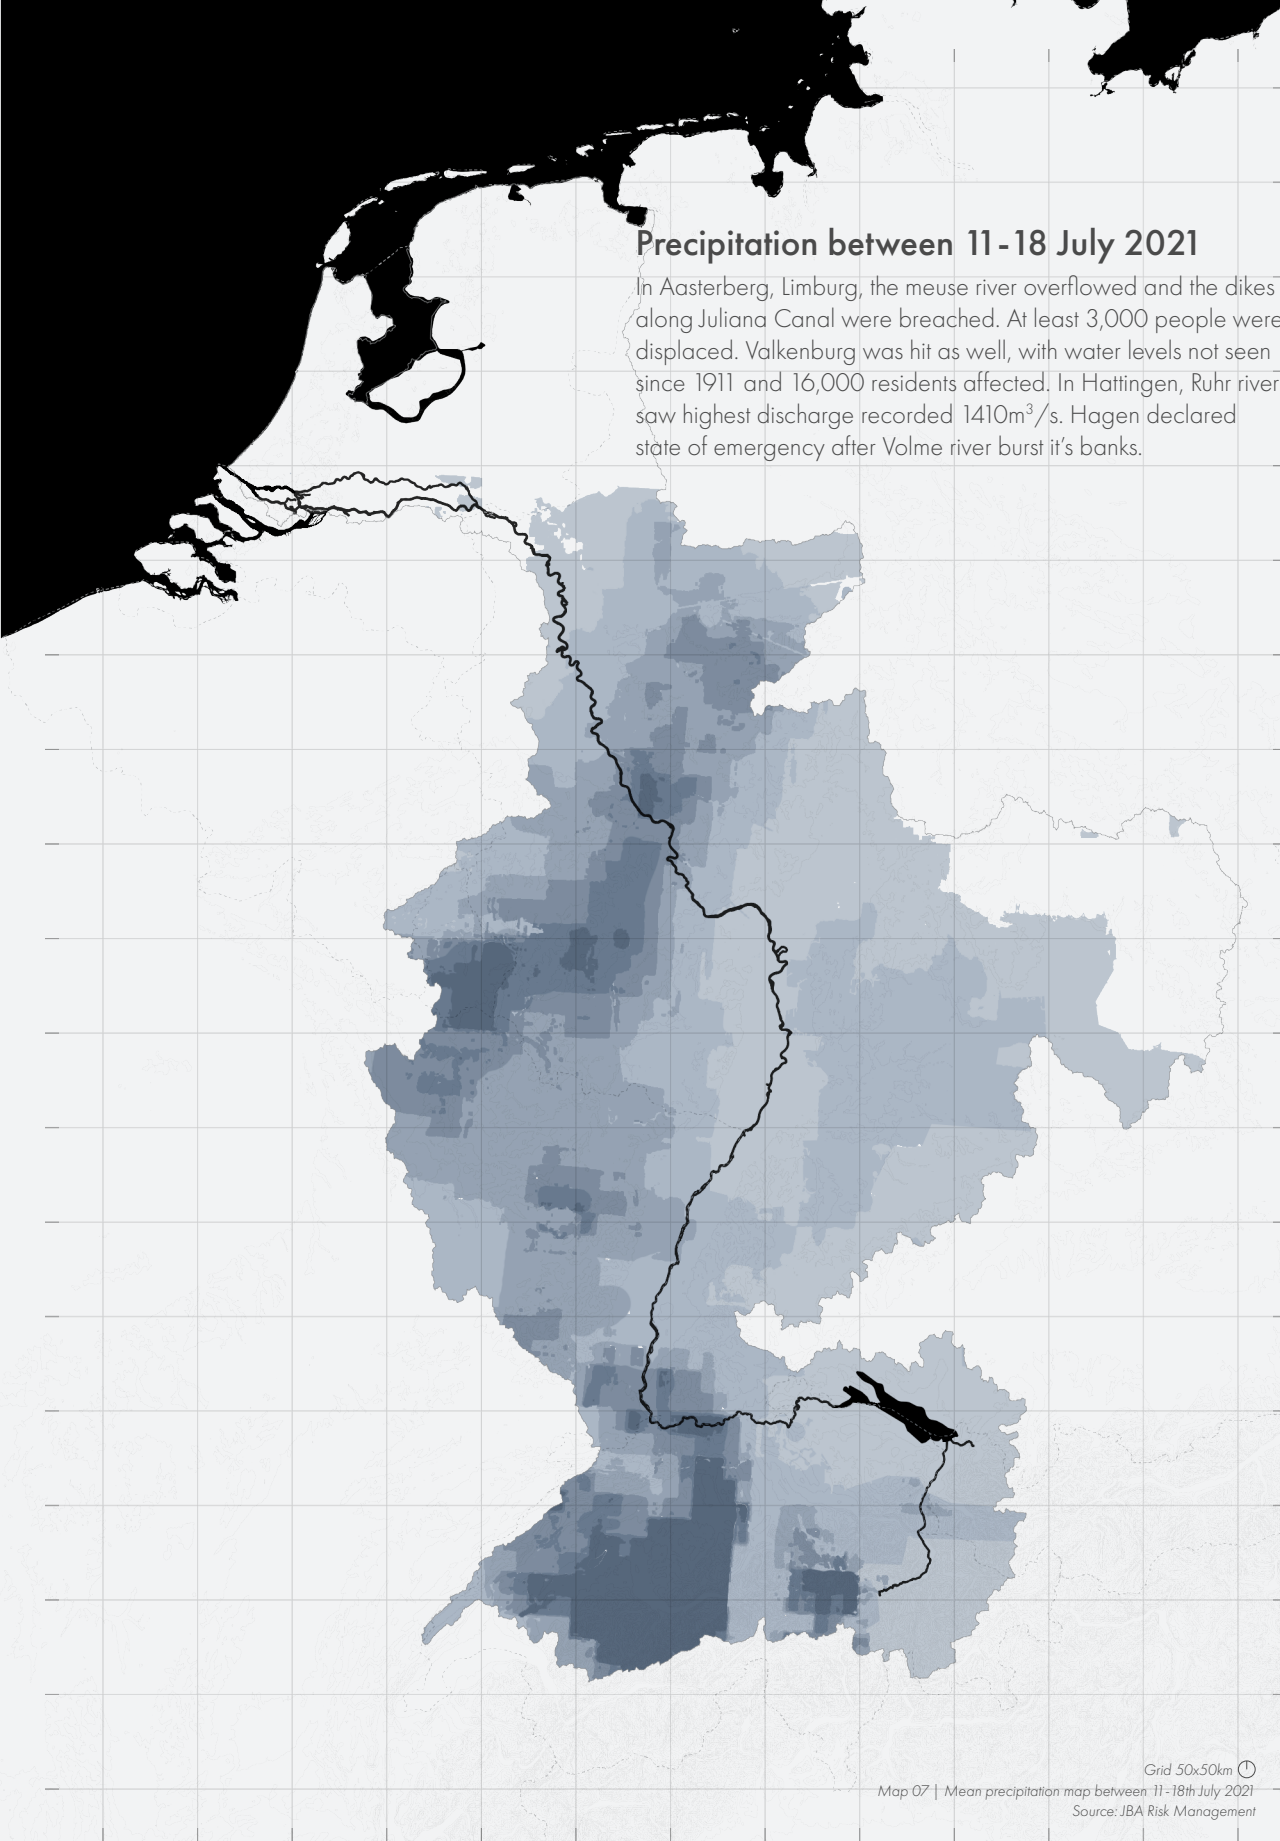 Precipitation between 11-18 July 2021
In Aasterberg, Limburg, the meuse river overflowed and the dikes
along Juliana Canal were breached. At least 3,000 people were
displaced. Valkenburg was hit as well, with water levels not seen
since 1911 and 16,000 residents affected. In Hattingen, Ruhr river
saw highest discharge recorded 1410m³/s. Hagen declared
state of emergency after Volme river burst it's banks.
Grid 50x50km
Map 07 | Mean precipitation map between 11-18th July 2021
Source: JBA Risk Management